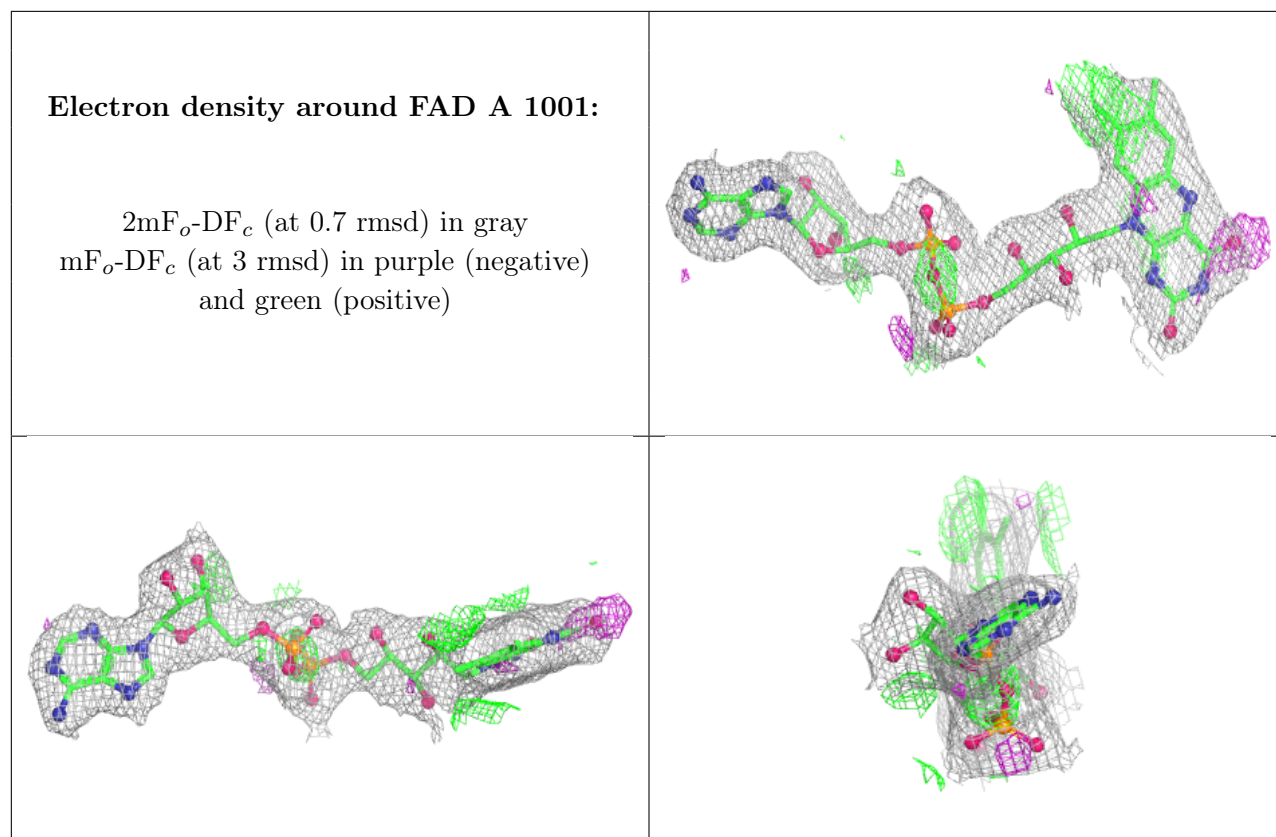 Electron density around FAD A 1001:
2mFo-DFc (at 0.7 rmsd) in gray
mFo-DFc (at 3 rmsd) in purple (negative)
and green (positive)